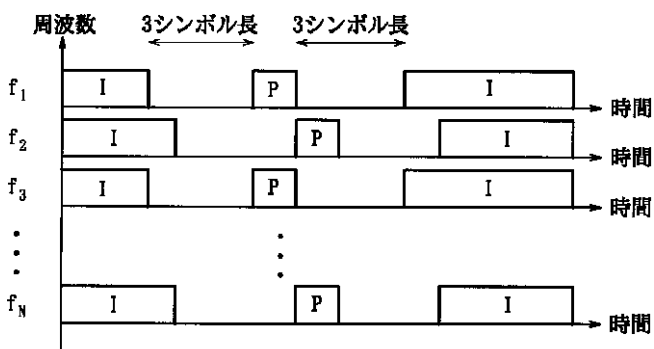 周波数
3シンボル長 3シンボル長
f1 I P I 時間
f2 I P I 時間
f3 I P I 時間
fN I P I 時間